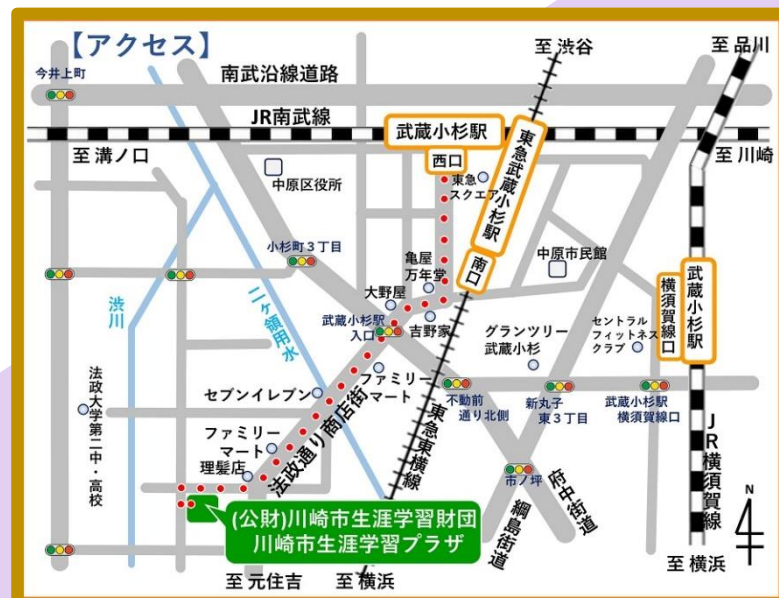 【アクセス】
至 渋谷
至 品川
今井上町
南武沿線道路
JR南武線
武蔵小杉駅
西口
至 溝ノ口
至 川崎
東急武蔵小杉駅
南口
東急
スクエア
中原区役所
小杉町3丁目
中原市民館
亀屋
万年堂
大野屋
武蔵小杉駅
入口
吉野家
渋川
二ヶ領用水
グランツリー
武蔵小杉
セントラル
フィットネス
クラブ
横須賀線口
武蔵小杉駅
セブンイレブン
ファミリー
マート
法政通り商店街
東急東横線
不動前
通り北側
新丸子
東3丁目
武蔵小杉駅
横須賀線口
法政大学第二中・高校
ファミリー
マート
理髪店
市ノ坪
府中街道
綱島街道
JR横須賀線
N
(公財)川崎市生涯学習財団
川崎市生涯学習プラザ
至 元住吉
至 横浜
至 横浜